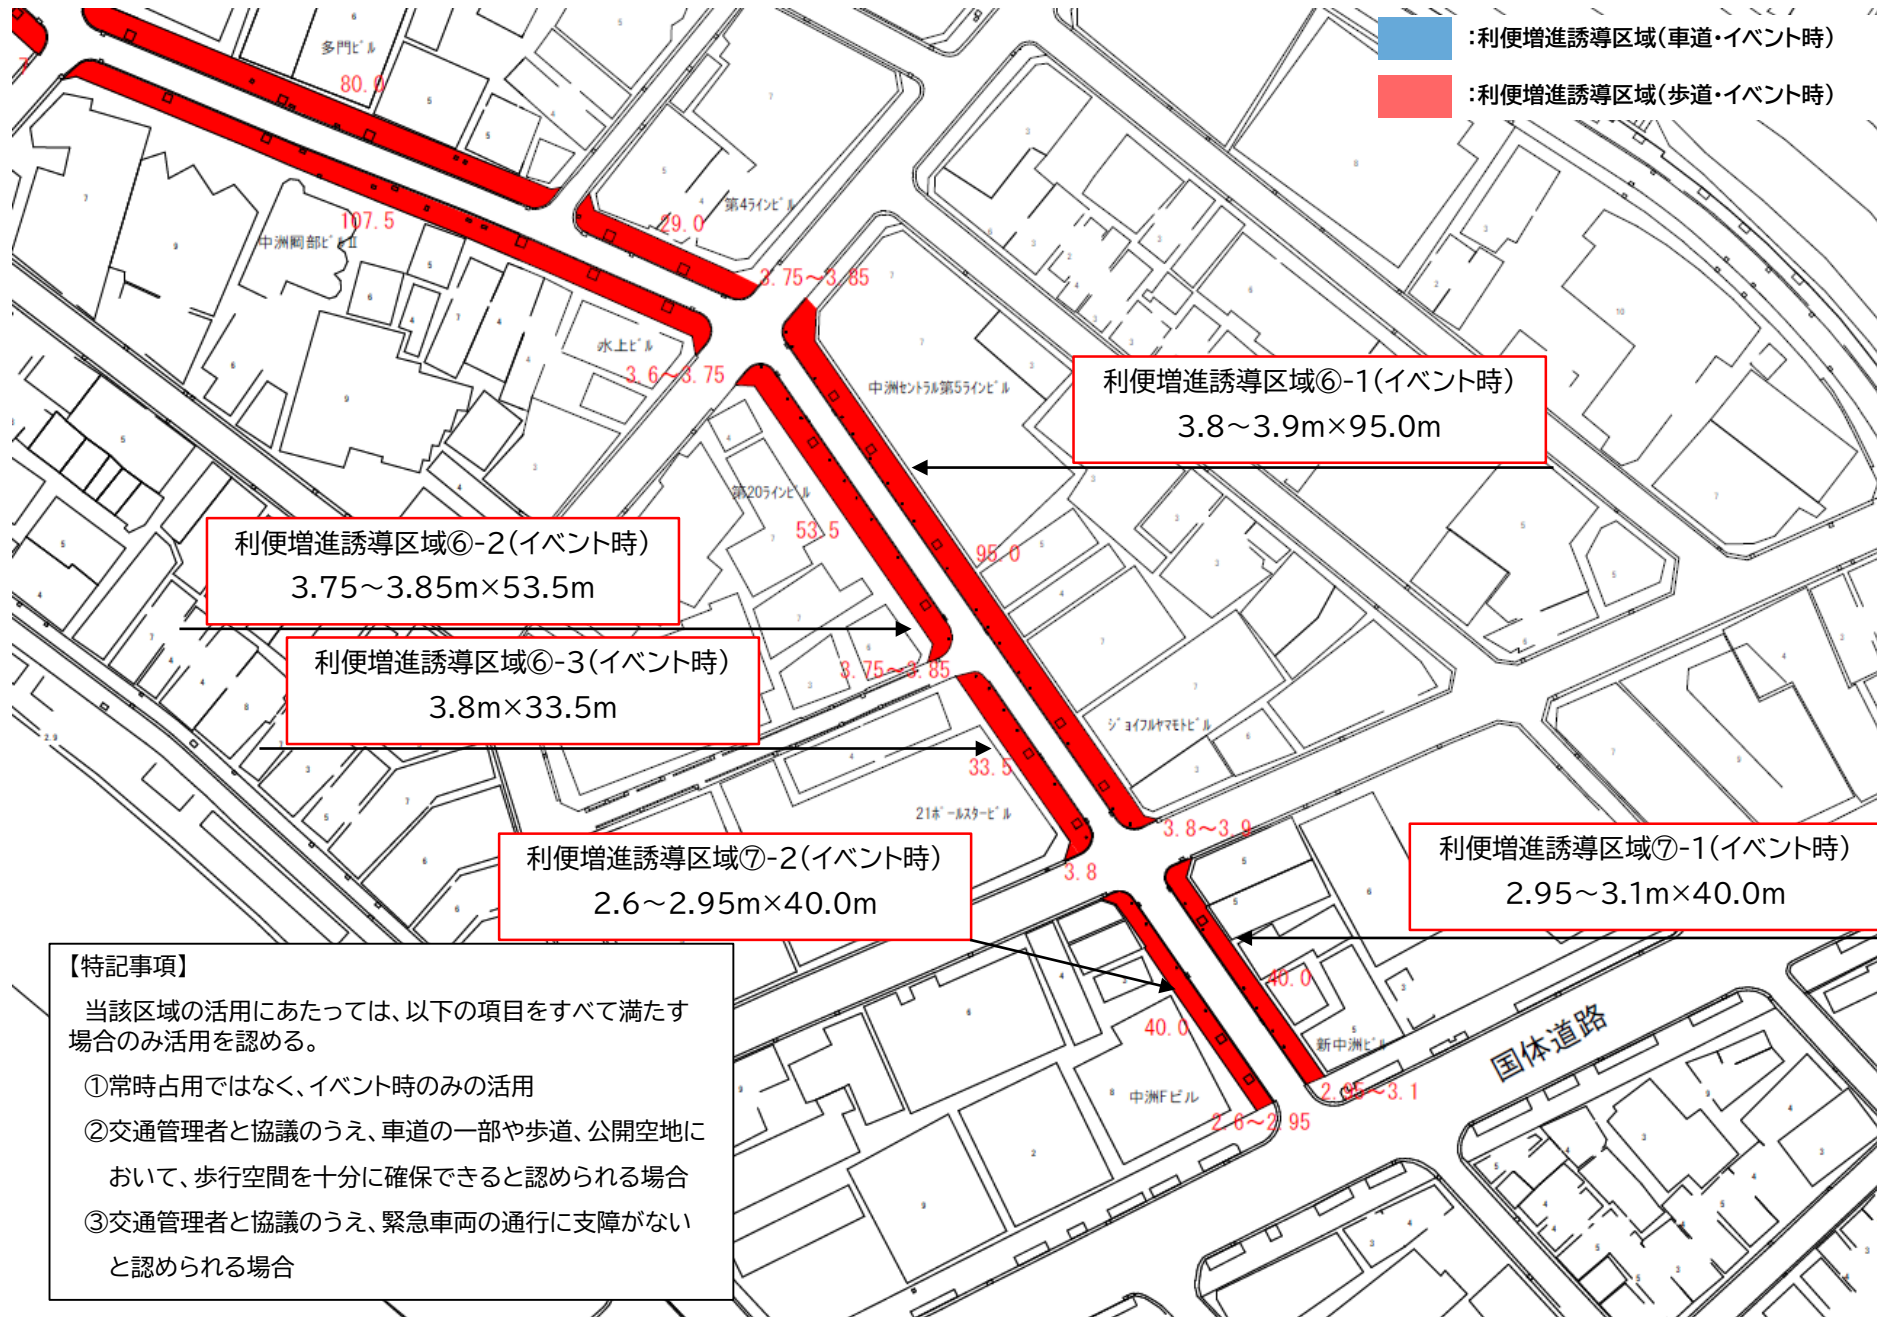 :利便増進誘導区域(車道・イベント時)
:利便増進誘導区域(歩道・イベント時)
多門ビル
80.0
7
107.5
中洲岡部ビルⅡ
第4ラインビル
29.0
3.75～3.85
水上ビル
3.6～3.75
中洲セントラル第5ラインビル
利便増進誘導区域⑥-1(イベント時)
3.8～3.9m×95.0m
第20ラインビル
53.5
95.0
利便増進誘導区域⑥-2(イベント時)
3.75～3.85m×53.5m
利便増進誘導区域⑥-3(イベント時)
3.8m×33.5m
3.75～3.85
ジョイフルヤマモトビル
33.5
21ボールスタービル
3.8～3.9
3.8
利便増進誘導区域⑦-2(イベント時)
2.6～2.95m×40.0m
利便増進誘導区域⑦-1(イベント時)
2.95～3.1m×40.0m
40.0
40.0
新中洲ビル
国体道路
中洲Fビル
2.95～3.1
2.6～2.95
2.9
【特記事項】
当該区域の活用にあたっては、以下の項目をすべて満たす
場合のみ活用を認める。
①常時占用ではなく、イベント時のみの活用
②交通管理者と協議のうえ、車道の一部や歩道、公開空地に
おいて、歩行空間を十分に確保できると認められる場合
③交通管理者と協議のうえ、緊急車両の通行に支障がない
と認められる場合